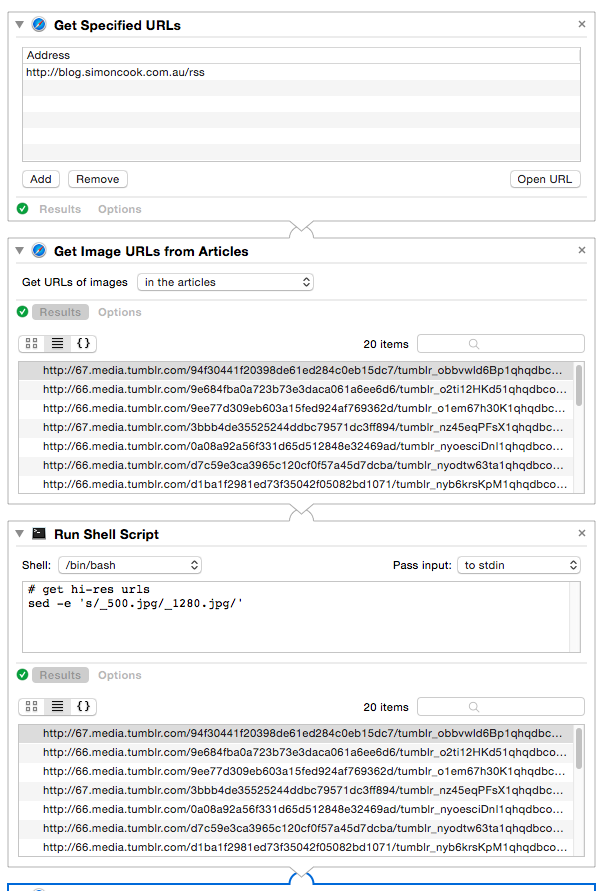 Get Specified URLs
Address
http://blog.simoncook.com.au/rss
Add Remove Open URL
Results Options
Get Image URLs from Articles
Get URLs of images in the articles
Results Options
20 items
http://67.media.tumblr.com/94f30441f20398de61ed284c0eb15dc7/tumblr_obbvwld6Bp1qhqdbc...
http://66.media.tumblr.com/9e684fba0a723b73e3daca061a6ee6d6/tumblr_o2ti12HKd51qhqdbco...
http://66.media.tumblr.com/9ee77d309eb603a15fed924af769362d/tumblr_o1em67h30K1qhqdbc...
http://66.media.tumblr.com/3bbb4de35525244ddbc79571dc3ff894/tumblr_nz45eqPFsX1qhqdbc...
http://66.media.tumblr.com/0a08a92a56f331d65d512848e32469ad/tumblr_nyoesciDnI1qhqdbco...
http://66.media.tumblr.com/d7c59e3ca3965c120cf0f57a45d7dcba/tumblr_nyodtw63ta1qhqdbco...
http://66.media.tumblr.com/d1ba1f2981ed73f35042f05082bd1071/tumblr_nyb6krsKpM1qhqdbco...
Run Shell Script
Shell: /bin/bash Pass input: to stdin
# get hi-res urls
sed -e 's/_500.jpg/_1280.jpg/'
Results Options
{} 20 items
http://67.media.tumblr.com/94f30441f20398de61ed284c0eb15dc7/tumblr_obbvwld6Bp1qhqdbc...
http://66.media.tumblr.com/9e684fba0a723b73e3daca061a6ee6d6/tumblr_o2ti12HKd51qhqdbco...
http://66.media.tumblr.com/9ee77d309eb603a15fed924af769362d/tumblr_o1em67h30K1qhqdbc...
http://66.media.tumblr.com/3bbb4de35525244ddbc79571dc3ff894/tumblr_nz45eqPFsX1qhqdbc...
http://66.media.tumblr.com/0a08a92a56f331d65d512848e32469ad/tumblr_nyoesciDnI1qhqdbco...
http://66.media.tumblr.com/d7c59e3ca3965c120cf0f57a45d7dcba/tumblr_nyodtw63ta1qhqdbco...
http://66.media.tumblr.com/d1ba1f2981ed73f35042f05082bd1071/tumblr_nyb6krsKpM1qhqdbco...